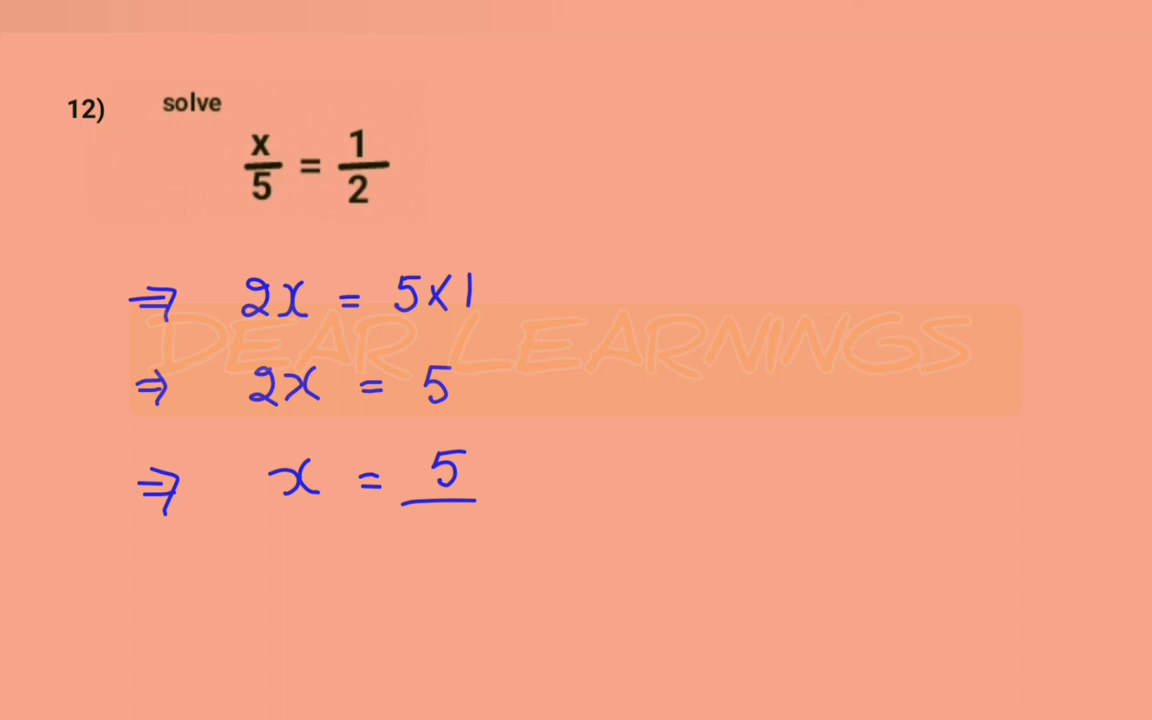 12) solve
x/5 = 1/2
⇒ 2x = 5×1
DEAR LEARNINGS
⇒ 2x = 5
⇒ x = 5/